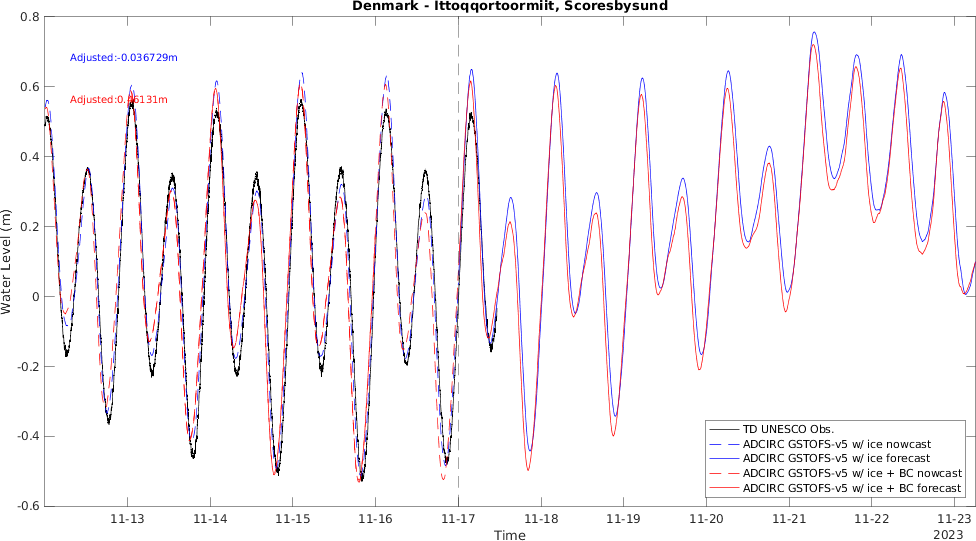 Denmark - Ittoqqortoormiit, Scoresbysund
0.8
0.6
0.4
0.2
0
-0.2
-0.4
-0.6
Water Level (m)
Adjusted:-0.036729m
TD UNESCO Obs.
ADCIRC GSTOFS-v5 w/ ice nowcast
ADCIRC GSTOFS-v5 w/ ice forecast
ADCIRC GSTOFS-v5 w/ ice + BC nowcast
ADCIRC GSTOFS-v5 w/ ice + BC forecast
11-13 11-14 11-15 11-16 11-17 11-18 11-19 11-20 11-21 11-22 11-23
Time
2023